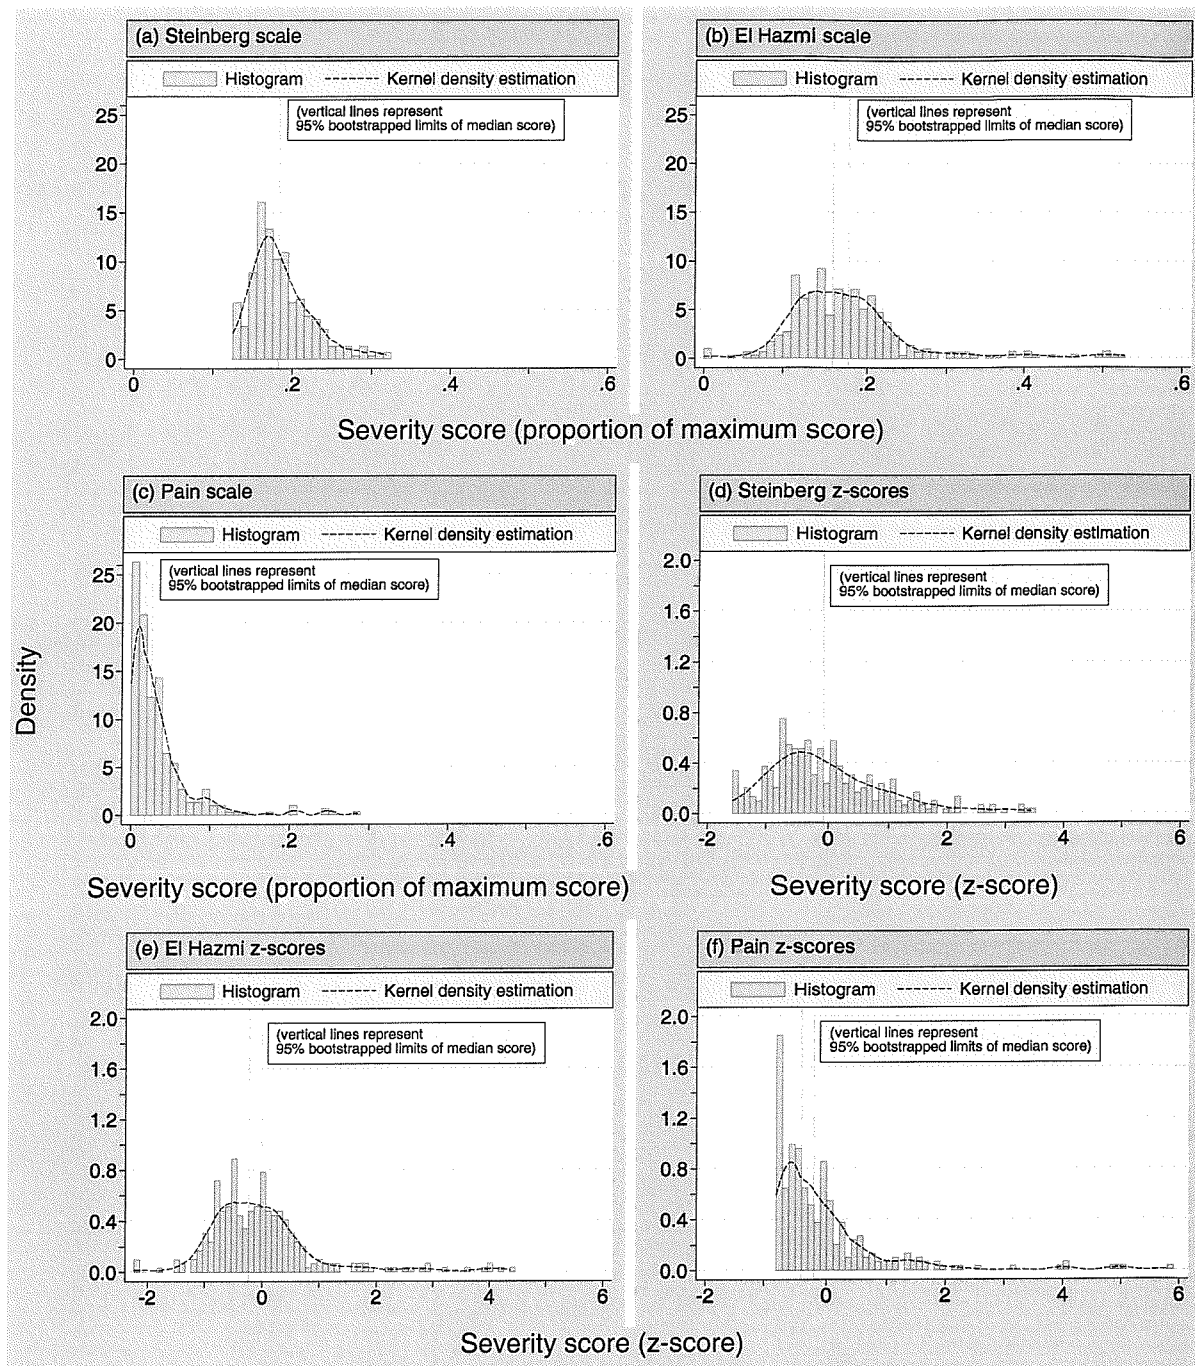 (a) Steinberg scale
Histogram Kernel density estimation
(vertical lines represent
95% bootstrapped limits of median score)
25
20
15
10
5
0
0 .2 .4 .6
(b) El Hazmi scale
Histogram Kernel density estimation
(vertical lines represent
95% bootstrapped limits of median score)
25
20
15
10
5
0
0 .2 .4 .6
Severity score (proportion of maximum score)
Density
(c) Pain scale
Histogram Kernel density estimation
(vertical lines represent
95% bootstrapped limits of median score)
25
20
15
10
5
0
0 .2 .4 .6
Severity score (proportion of maximum score)
(d) Steinberg z-scores
Histogram Kernel density estimation
(vertical lines represent
95% bootstrapped limits of median score)
2.0
1.6
1.2
0.8
0.4
0.0
-2 0 2 4 6
Severity score (z-score)
(e) El Hazmi z-scores
Histogram Kernel density estimation
(vertical lines represent
95% bootstrapped limits of median score)
2.0
1.6
1.2
0.8
0.4
0.0
-2 0 2 4 6
(f) Pain z-scores
Histogram Kernel density estimation
(vertical lines represent
95% bootstrapped limits of median score)
2.0
1.6
1.2
0.8
0.4
0.0
-2 0 2 4 6
Severity score (z-score)